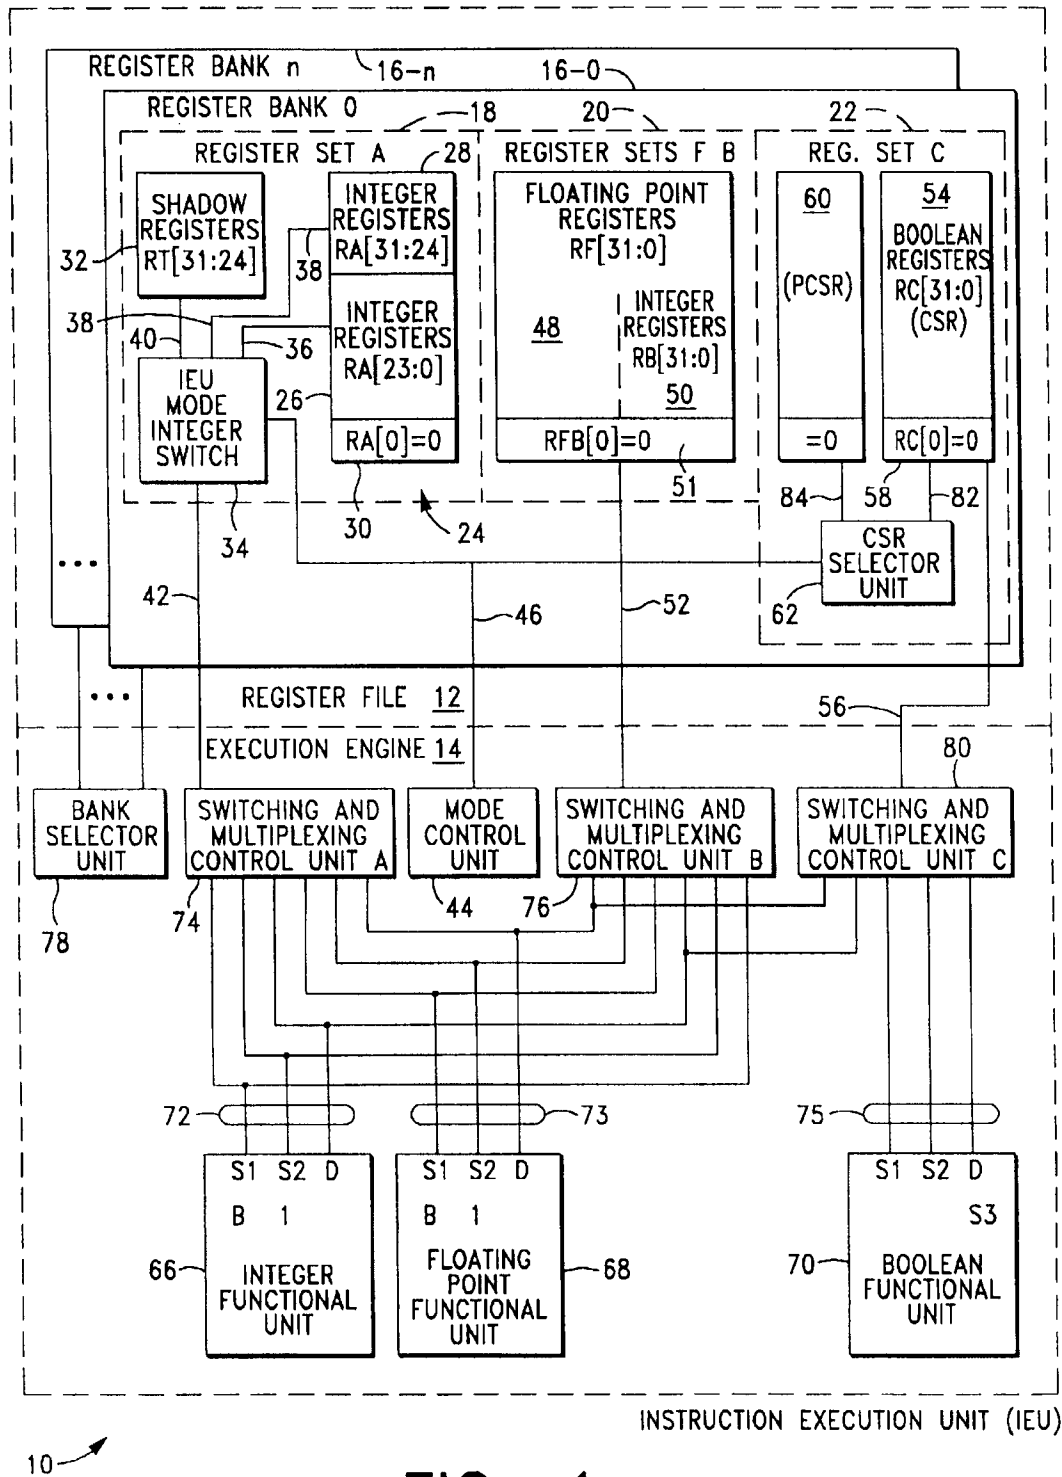 REGISTER BANK n
16-n
16-0
REGISTER BANK 0
18
20
22
REGISTER SET A
28
REGISTER SETS F B
REG. SET C
SHADOW
REGISTERS
RT[31:24]
32
INTEGER
REGISTERS
RA[31:24]
38
FLOATING POINT
REGISTERS
RF[31:0]
60
(PCSR)
54
BOOLEAN
REGISTERS
RC[31:0]
(CSR)
38
40
36
INTEGER
REGISTERS
RA[23:0]
48
INTEGER
REGISTERS
RB[31:0]
50
IEU
MODE
INTEGER
SWITCH
26
RA[0]=0
RFB[0]=0
=0
RC[0]=0
34
30
24
51
84
58
82
CSR
SELECTOR
UNIT
62
...
42
46
52
...
REGISTER FILE 12
56
EXECUTION ENGINE 14
80
BANK
SELECTOR
UNIT
SWITCHING AND
MULTIPLEXING
CONTROL UNIT A
MODE
CONTROL
UNIT
SWITCHING AND
MULTIPLEXING
CONTROL UNIT B
SWITCHING AND
MULTIPLEXING
CONTROL UNIT C
78
74
44
76
72
73
75
S1 S2 D
B 1
INTEGER
FUNCTIONAL
UNIT
66
S1 S2 D
B 1
FLOATING
POINT
FUNCTIONAL
UNIT
68
S1 S2 D
S3
BOOLEAN
FUNCTIONAL
UNIT
70
INSTRUCTION EXECUTION UNIT (IEU)
10